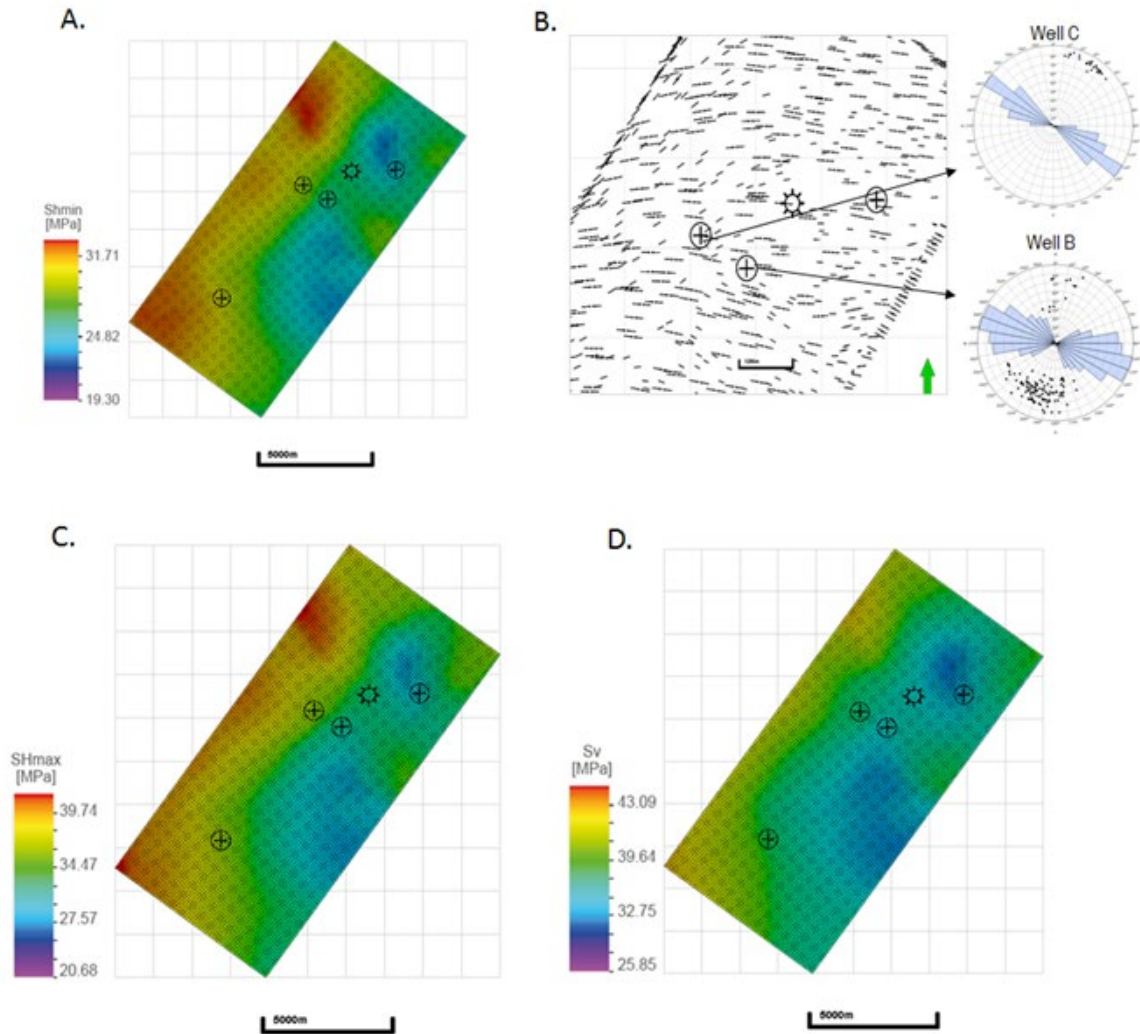 A.
Shmin
[MPa]
31.71
24.82
19.30
5000m
B.
Well C
Well B
C.
SHmax
[MPa]
39.74
34.47
27.57
20.68
5000m
D.
Sv
[MPa]
43.09
39.64
32.75
25.85
5000m